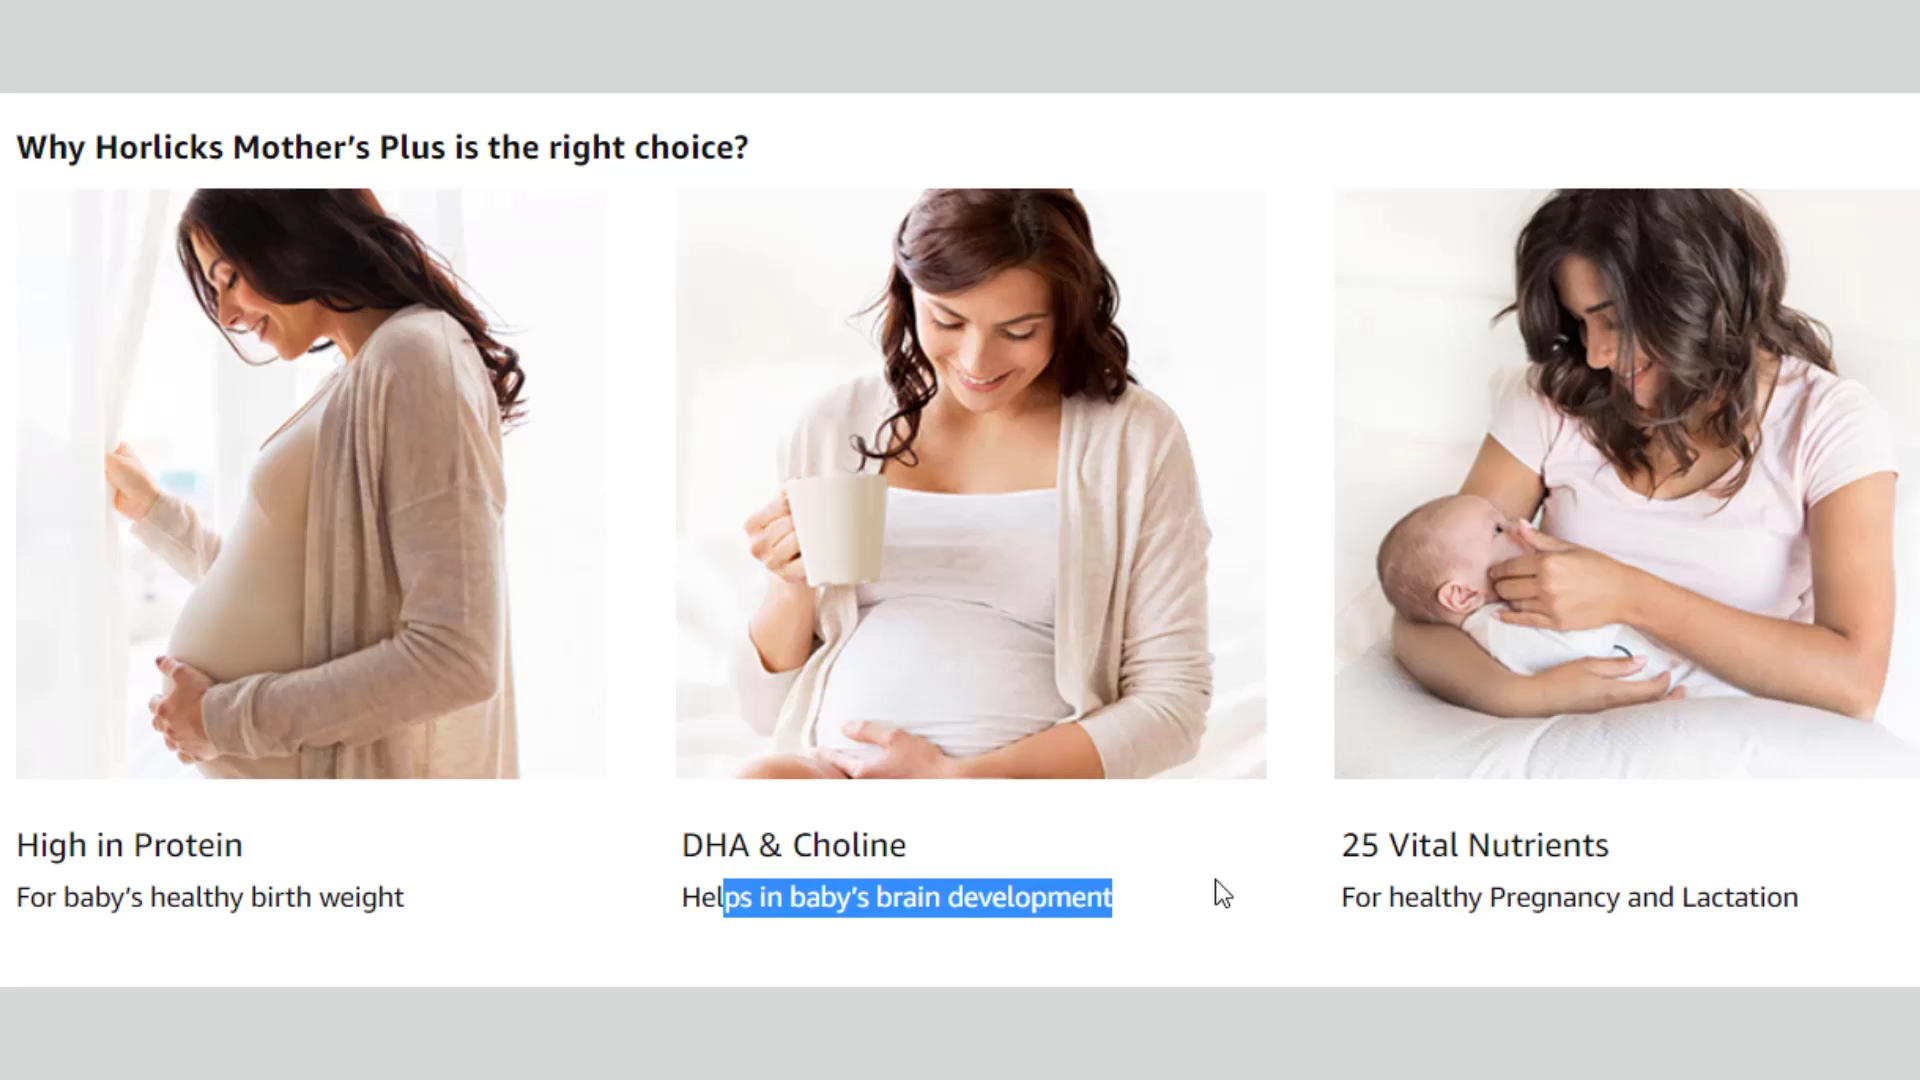 Why Horlicks Mother’s Plus is the right choice?
High in Protein
For baby’s healthy birth weight
DHA & Choline
Helps in baby’s brain development
25 Vital Nutrients
For healthy Pregnancy and Lactation